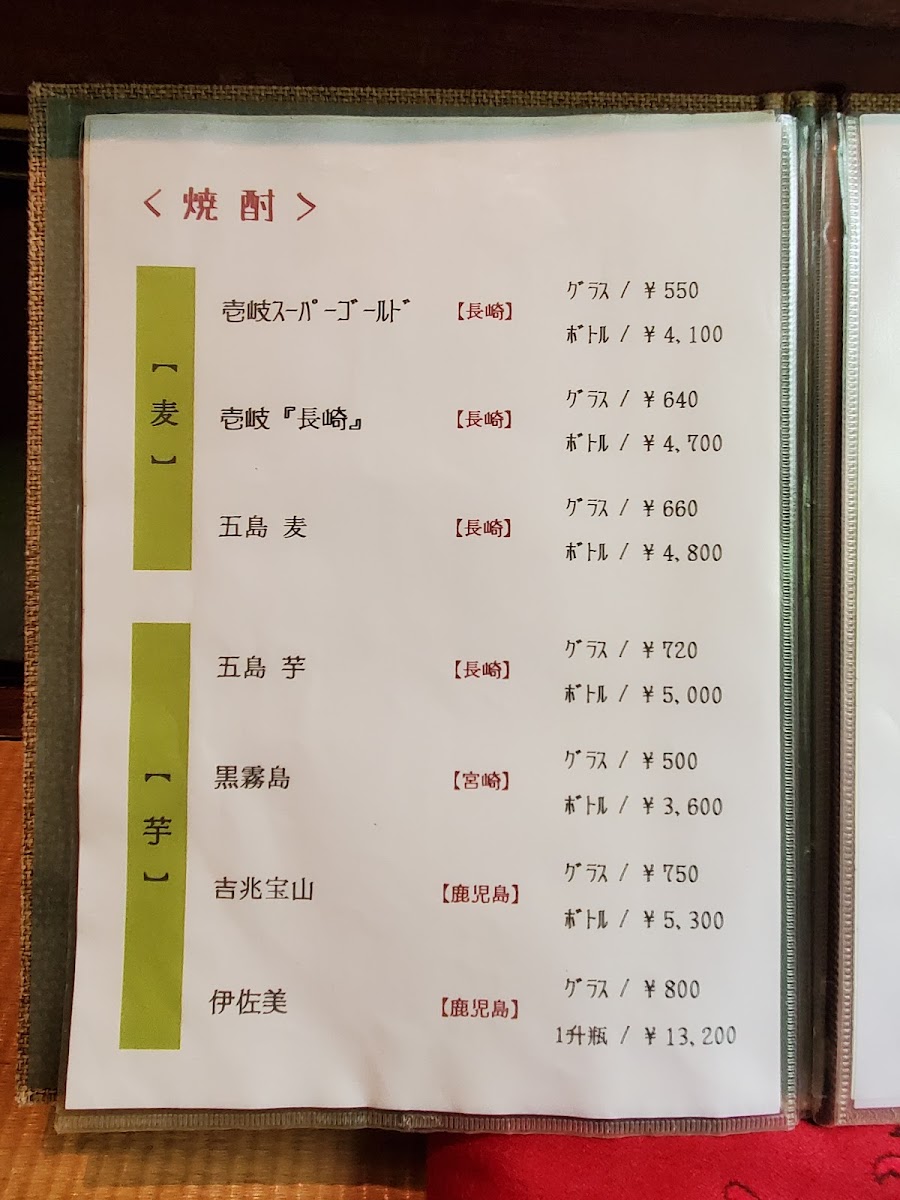 〈 焼 酎 〉
【麦】
壱岐ｽｰﾊﾟｰｺﾞｰﾙﾄﾞ 【長崎】 ｸﾞﾗｽ / ¥ 550
ﾎﾞﾄﾙ / ¥ 4,100
壱岐『長崎』 【長崎】 ｸﾞﾗｽ / ¥ 640
ﾎﾞﾄﾙ / ¥ 4,700
五島 麦 【長崎】 ｸﾞﾗｽ / ¥ 660
ﾎﾞﾄﾙ / ¥ 4,800
【芋】
五島 芋 【長崎】 ｸﾞﾗｽ / ¥ 720
ﾎﾞﾄﾙ / ¥ 5,000
黒霧島 【宮崎】 ｸﾞﾗｽ / ¥ 500
ﾎﾞﾄﾙ / ¥ 3,600
吉兆宝山 【鹿児島】 ｸﾞﾗｽ / ¥ 750
ﾎﾞﾄﾙ / ¥ 5,300
伊佐美 【鹿児島】 ｸﾞﾗｽ / ¥ 800
1升瓶 / ¥ 13,200